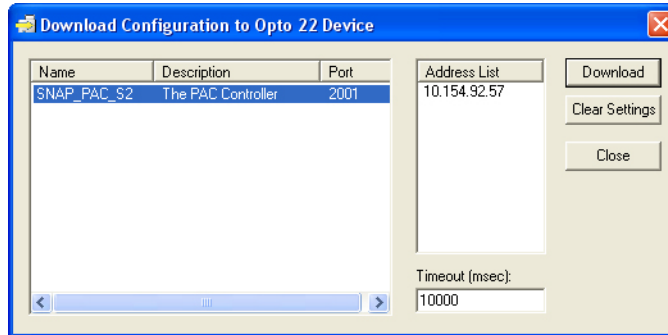 Download Configuration to Opto 22 Device
Name Description Port
SNAP_PAC_S2 The PAC Controller 2001
Address List
10.154.92.57
Download
Clear Settings
Close
Timeout (msec):
10000